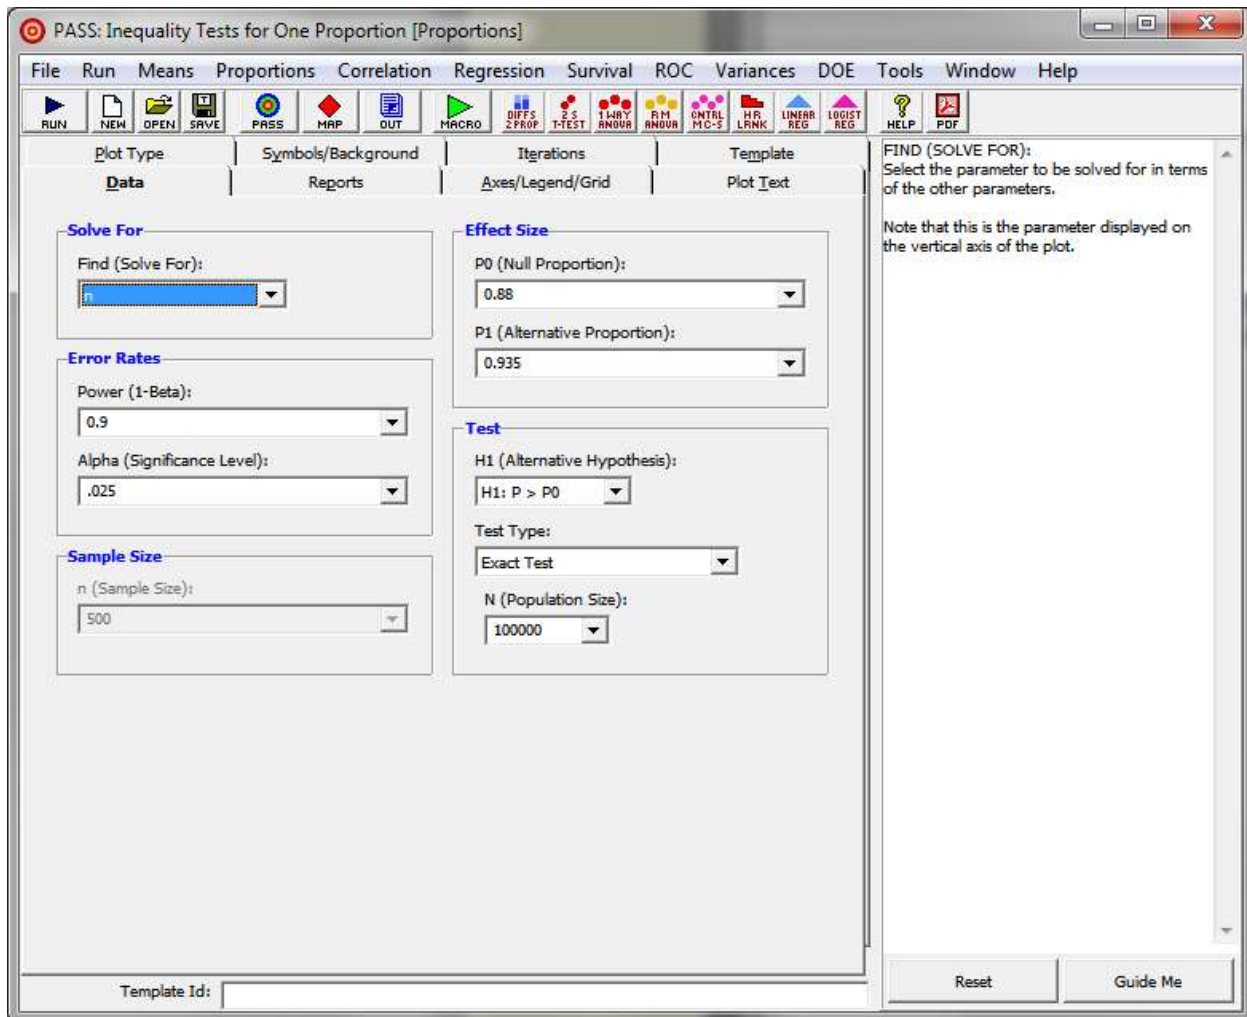 PASS: Inequality Tests for One Proportion [Proportions]
File Run Means Proportions Correlation Regression Survival ROC Variances DOE Tools Window Help
RUN NEW OPEN SAVE PASS MAP OUT MACRO DIFFS 2PROP 2 S T-TEST 1WAY ANOVA RM ANOVA CNTRL MC-S HR LRNK LINEAR REG LOGIST REG HELP PDF
Plot Type Symbols/Background Iterations Template
Data Reports Axes/Legend/Grid Plot Text
Solve For
Find (Solve For):
n
Error Rates
Power (1-Beta):
0.9
Alpha (Significance Level):
.025
Sample Size
n (Sample Size):
500
Effect Size
P0 (Null Proportion):
0.88
P1 (Alternative Proportion):
0.935
Test
H1 (Alternative Hypothesis):
H1: P > P0
Test Type:
Exact Test
N (Population Size):
100000
FIND (SOLVE FOR):
Select the parameter to be solved for in terms
of the other parameters.
Note that this is the parameter displayed on
the vertical axis of the plot.
Template Id:
Reset Guide Me